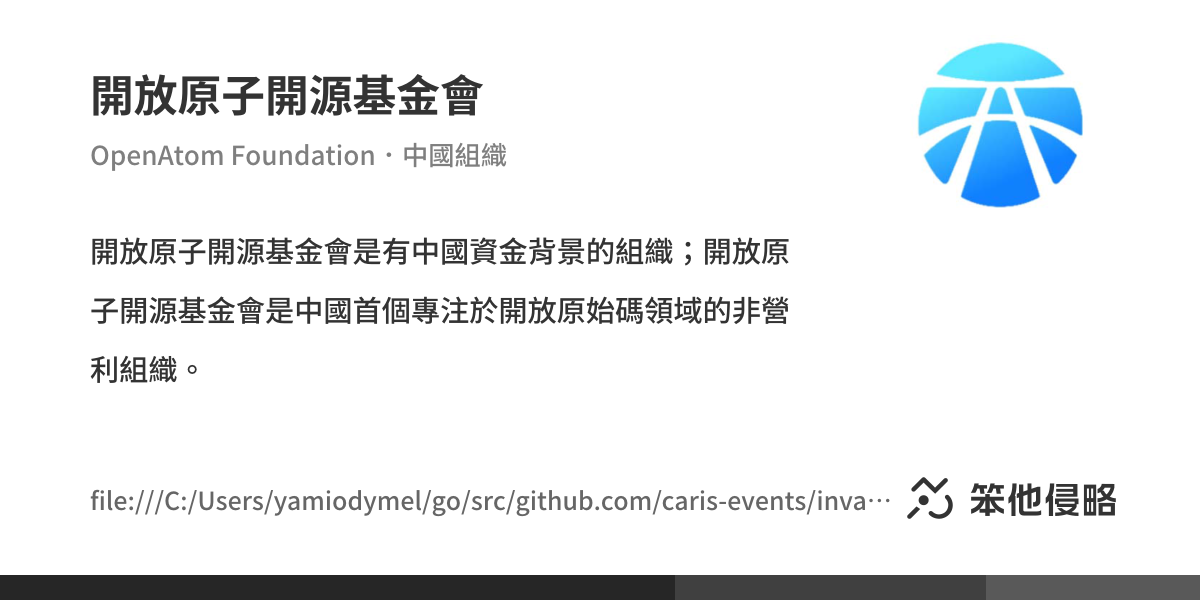 開放原子開源基金會
OpenAtom Foundation・中國組織
開放原子開源基金會是有中國資金背景的組織；開放原
子開源基金會是中國首個專注於開放原始碼領域的非營
利組織。
file:///C:/Users/yamiodymel/go/src/github.com/caris-events/inva⋯
笨他侵略